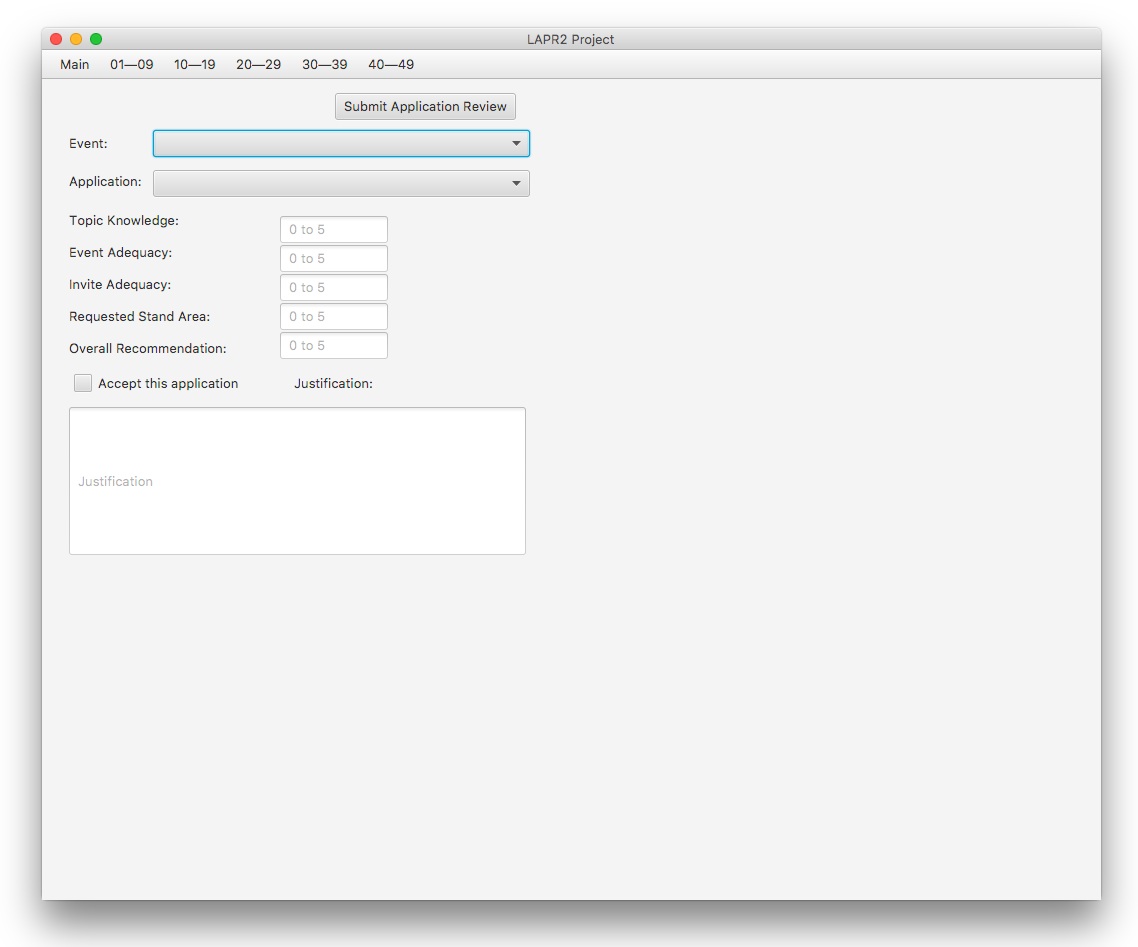 LAPR2 Project
Main 01—09 10—19 20—29 30—39 40—49
Submit Application Review
Event:
Application:
Topic Knowledge: 0 to 5
Event Adequacy: 0 to 5
Invite Adequacy: 0 to 5
Requested Stand Area: 0 to 5
Overall Recommendation: 0 to 5
Accept this application Justification:
Justification